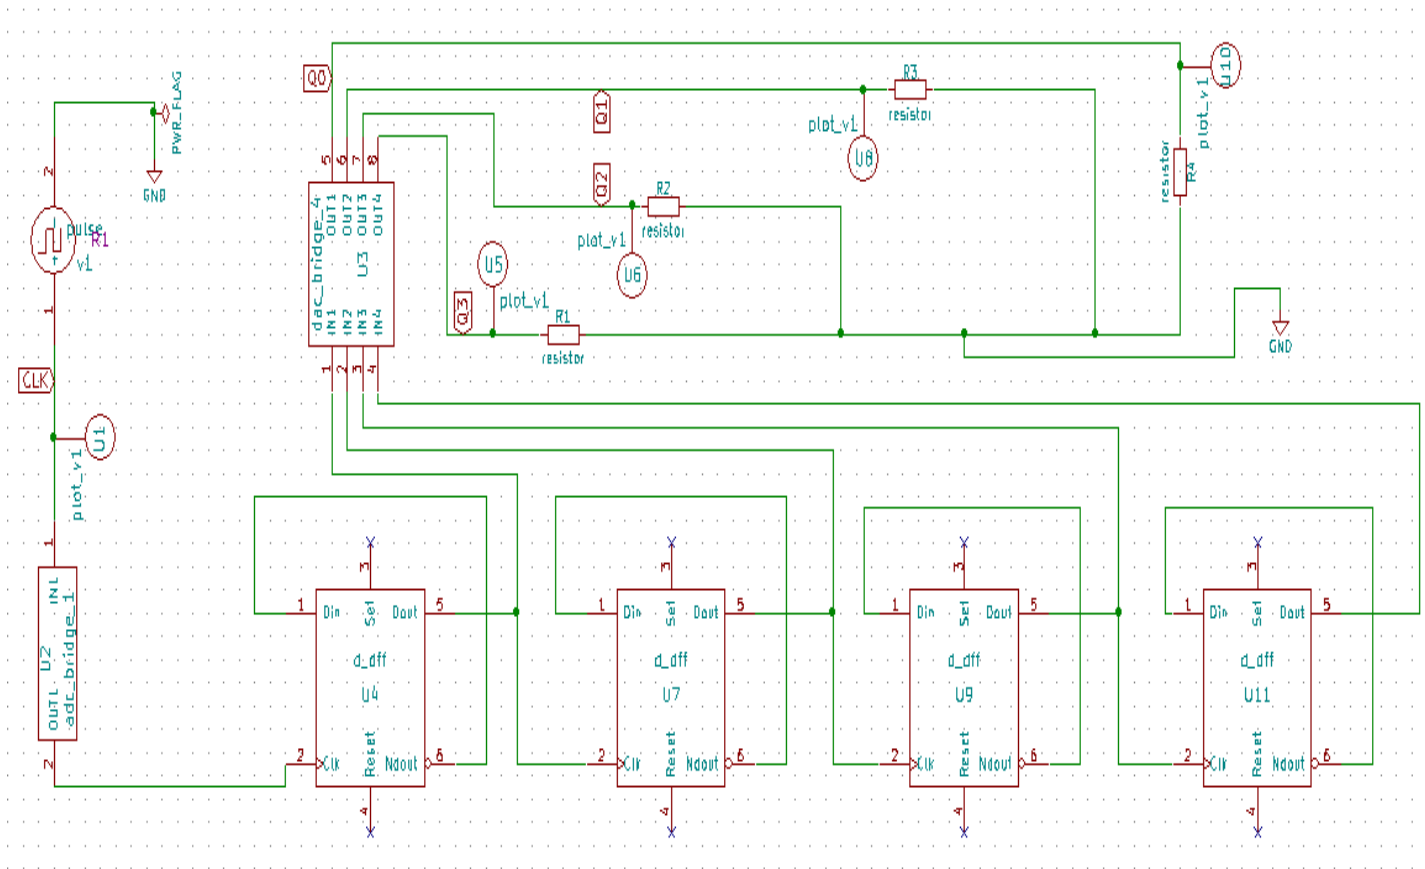 PWR_FLAG
GND
2
pulse
R1
v1
1
CLK
U1
plot_v1
1
IN1
U2
adc_bridge_1
OUT1
2
Q0
5
6
7
8
OUT1
OUT2
OUT3
OUT4
dac_bridge_4
U3
IN1
IN2
IN3
IN4
1
2
3
4
Q1
Q2
Q3
U5
plot_v1
R1
resistor
R2
resistor
plot_v1
U6
R3
resistor
plot_v1
U8
U10
plot_v1
resistor
R4
GND
3
1
Din
Set
Dout
5
d_dff
U4
2
Clk
Reset
Ndout
6
4
3
1
Din
Set
Dout
5
d_dff
U7
2
Clk
Reset
Ndout
6
4
3
1
Din
Set
Dout
5
d_dff
U9
2
Clk
Reset
Ndout
6
4
3
1
Din
Set
Dout
5
d_dff
U11
2
Clk
Reset
Ndout
6
4